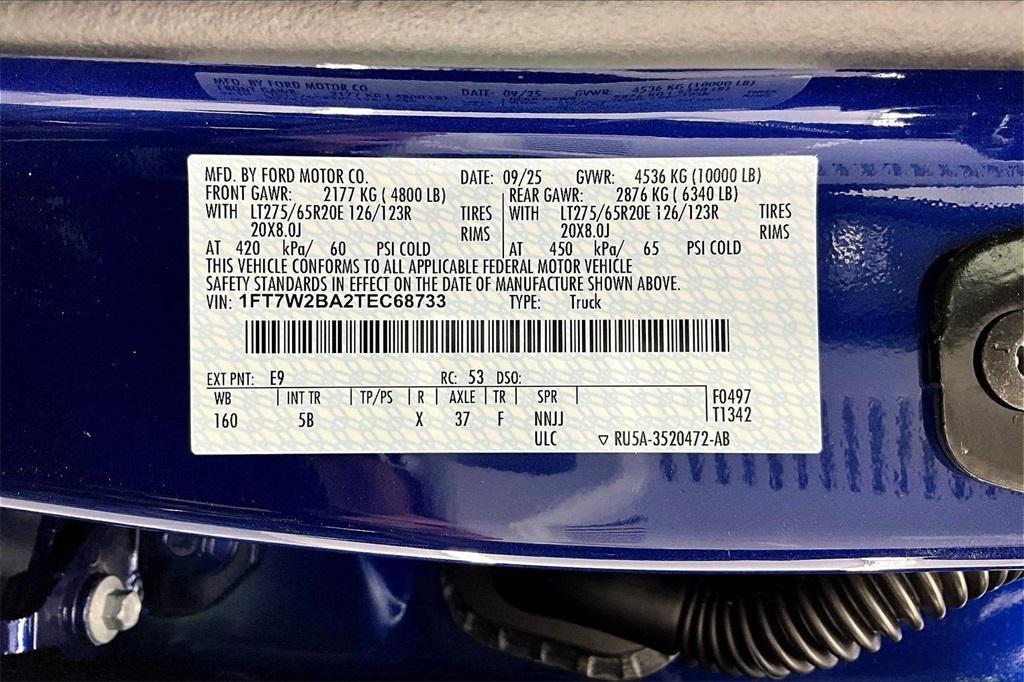 MFD. BY FORD MOTOR CO. DATE: 09/25 GVWR: 4536 KG (10000 LB)
FRONT GAWR: 2177 KG ( 4800 LB) REAR GAWR: 2876 KG ( 6340 LB)
WITH LT275/65R20E 126/123R TIRES WITH LT275/65R20E 126/123R TIRES
20X8.0J RIMS 20X8.0J RIMS
AT 420 kPa/ 60 PSI COLD AT 450 kPa/ 65 PSI COLD
THIS VEHICLE CONFORMS TO ALL APPLICABLE FEDERAL MOTOR VEHICLE
SAFETY STANDARDS IN EFFECT ON THE DATE OF MANUFACTURE SHOWN ABOVE.
VIN: 1FT7W2BA2TEC68733 TYPE: Truck
EXT PNT: E9 RC: 53 DSO:
WB INT TR TP/PS R AXLE TR SPR F0497
160 5B X 37 F NNJJ T1342
ULC RU5A-3520472-AB